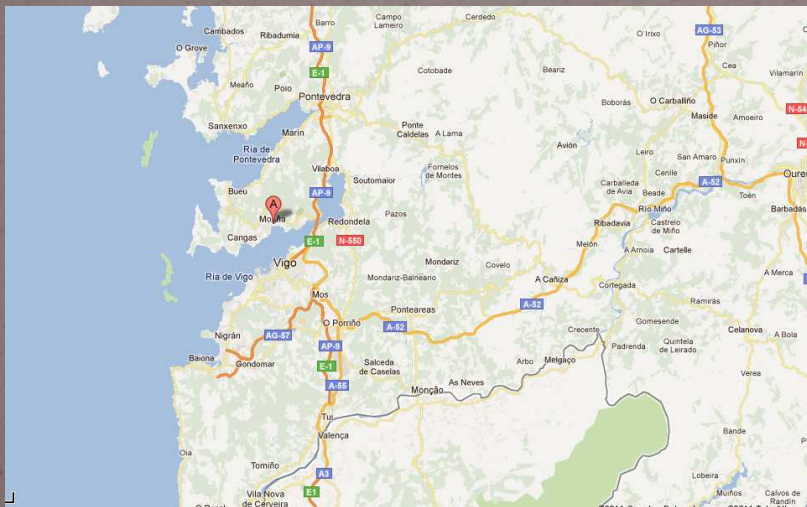 Campo
Lameiro
Cerdedo
Barro
Cambados
Ribadumia
O Grove
AP-9
E-1
Meaño
Poio
Cotobade
Beariz
O Irixo
AG-53
Piñor
Cea
Vilamarín
Pontevedra
Sanxenxo
Marín
Ponte
Caldelas
A Lama
Boborás
O Carballiño
Maside
Amoeiro
N-54
Ría de
Pontevedra
Vilaboa
Avión
Leiro
San Amaro
Punxín
Cenlle
Bueu
Soutomaior
Fornelos
de Montes
Carballeda
de Avia
Beade
A-52
Toén
Barbadás
AP-9
A
Redondela
Pazos
Río Miño
Ribadavia
Castrelo
de Miño
Cangas
E-1
N-550
Melón
A Arnoia
Cartelle
Vigo
Mondariz
Covelo
A Merca
Ría de Vigo
Mondariz-Balneario
A Cañiza
Cortegada
Mos
Ponteareas
A-52
Ramirás
O Porriño
A-52
Gomesende
Crecente
Celanova
A Bola
Nigrán
AG-57
AP-9
Padrenda
Quintela
de Leirado
Baiona
Gondomar
E-1
Salceda
de Caselas
Arbo
Melgaço
Verea
A-55
Monção
As Neves
Tui
Valença
Bande
Oia
Tomiño
A3
Lobeira
Vila Nova
de Cerveira
E1
Muíños
Calvos de
Randín